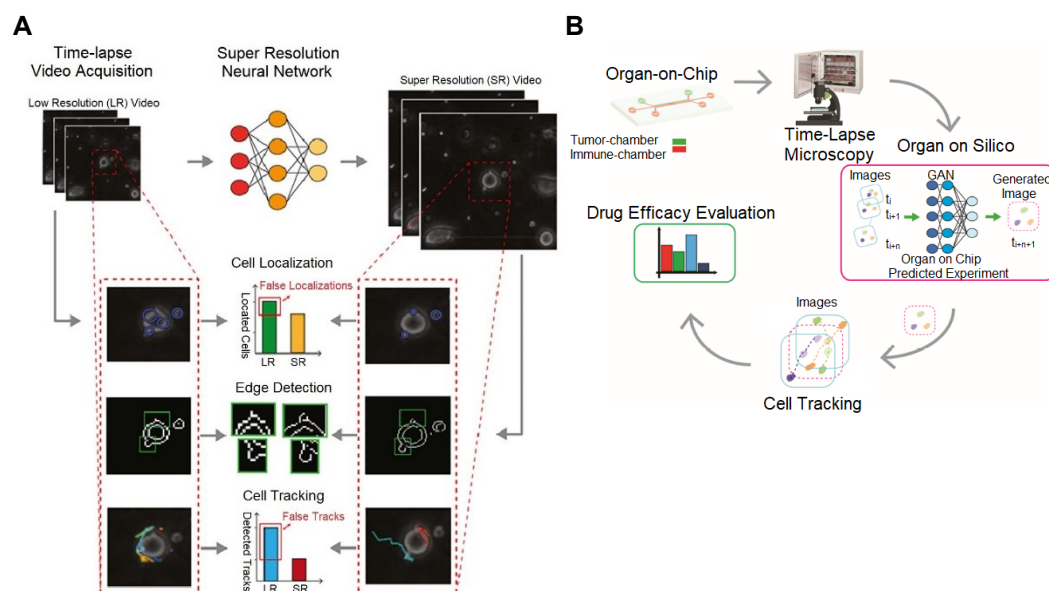 A
Time-lapse
Video Acquisition
Super Resolution
Neural Network
Low Resolution (LR) Video
Super Resolution (SR) Video
Cell Localization
False Localizations
Located
Cells
LR
SR
Edge Detection
Cell Tracking
False Tracks
Detected
Tracks
LR
SR
B
Organ-on-Chip
Tumor-chamber
Immune-chamber
Time-Lapse
Microscopy
Organ on Silico
Images
GAN
Generated
Image
ti
ti+1
ti+n
ti+n+1
Organ on Chip
Predicted Experiment
Drug Efficacy Evaluation
Images
Cell Tracking